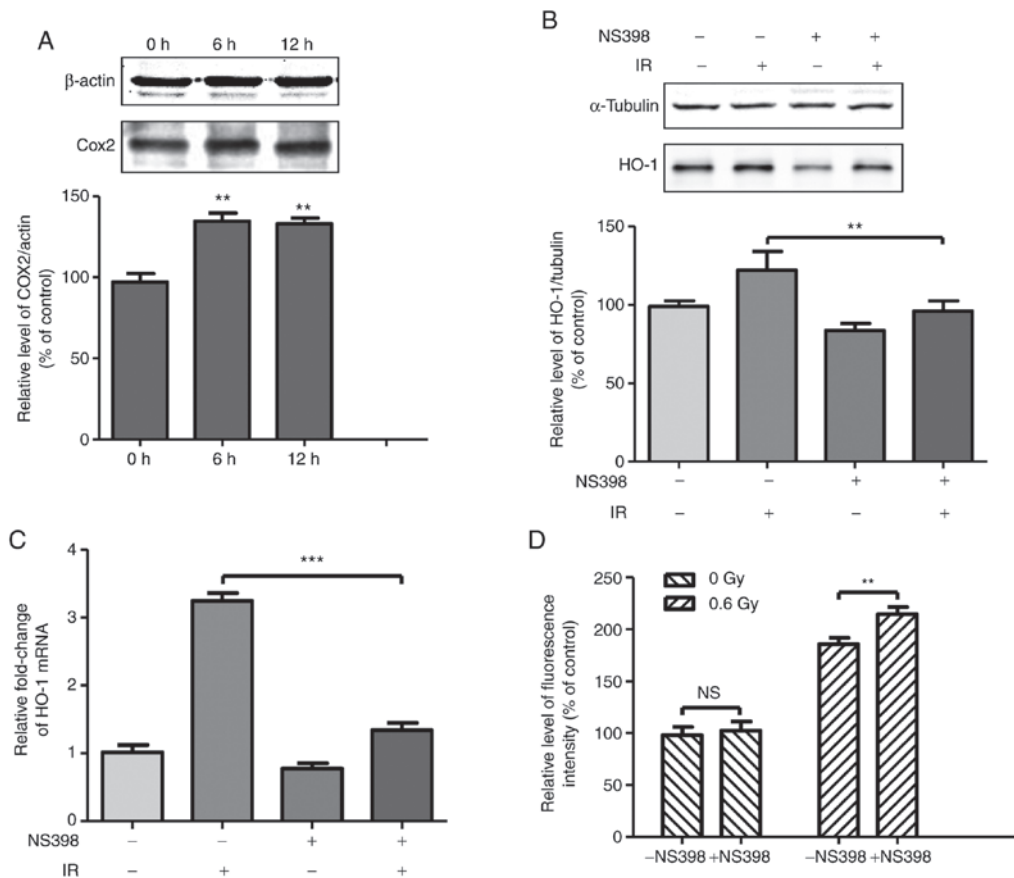 A
0 h 6 h 12 h
β-actin
Cox2
Relative level of COX2/actin
(% of control)
150
**
**
100
50
0
0 h 6 h 12 h
B
NS398 – – + +
IR – + – +
α-Tubulin
HO-1
Relative level of HO-1/tubulin
(% of control)
150
**
100
50
0
NS398 – – + +
IR – + – +
C
Relative fold-change
of HO-1 mRNA
4
***
3
2
1
0
NS398 – – + +
IR – + – +
D
Relative level of fluorescence
intensity (% of control)
250
0 Gy
0.6 Gy
**
200
150
NS
100
50
0
–NS398 +NS398 –NS398 +NS398